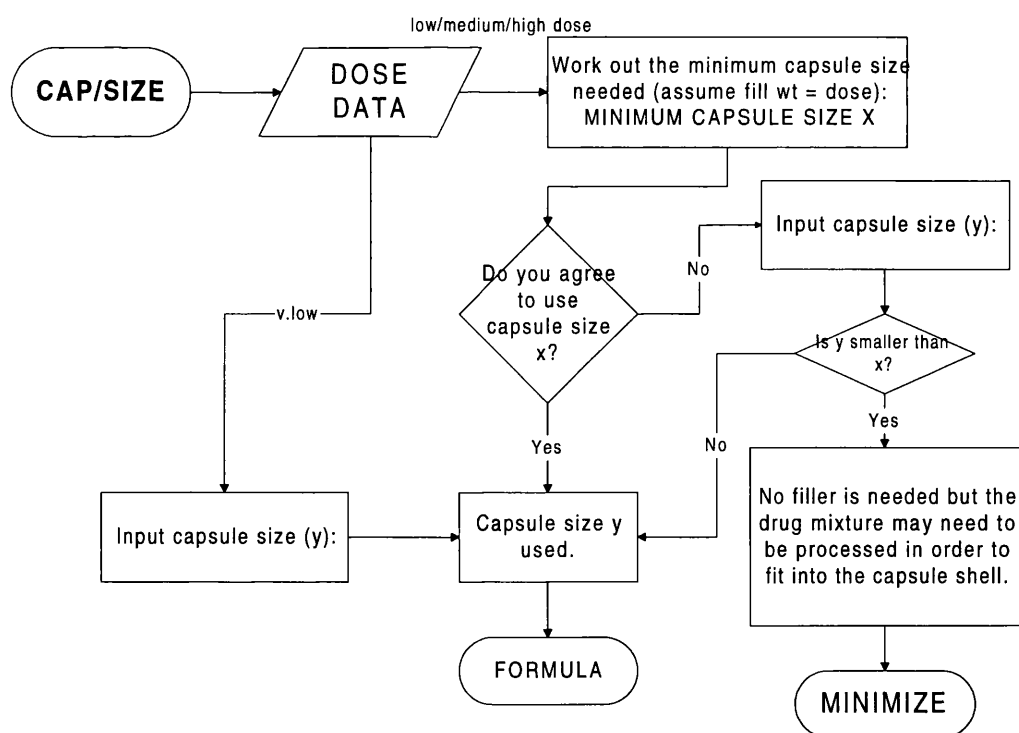 low/medium/high dose
CAP/SIZE
DOSE
DATA
Work out the minimum capsule size
needed (assume fill wt = dose):
MINIMUM CAPSULE SIZE X
Input capsule size (y):
No
Do you agree
to use
capsule size
x?
v.low
Is y smaller than
x?
Yes
No
Yes
Input capsule size (y):
Capsule size y
used.
No filler is needed but the
drug mixture may need to
be processed in order to
fit into the capsule shell.
FORMULA
MINIMIZE